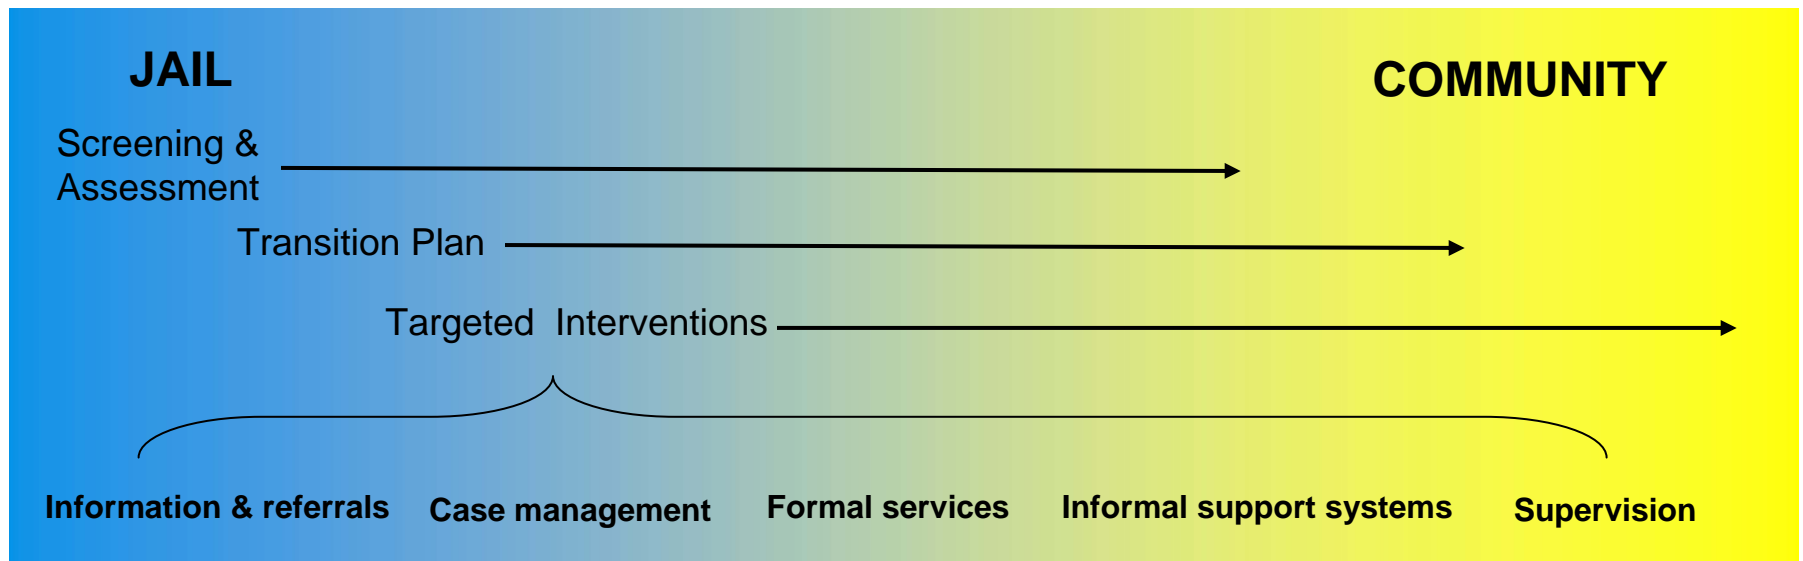 JAIL
COMMUNITY
Screening &
Assessment
Transition Plan
Targeted Interventions
Information & referrals
Case management
Formal services
Informal support systems
Supervision